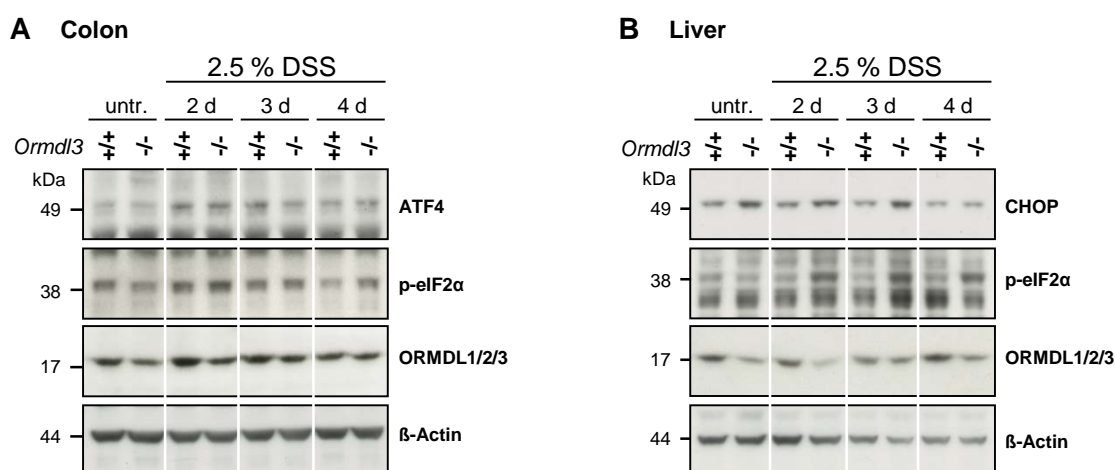 A Colon
2.5 % DSS
untr. 2 d 3 d 4 d
Ormdl3 +/+ -/- +/+ -/- +/+ -/- +/+ -/-
kDa
49 ATF4
38 p-eIF2α
17 ORMDL1/2/3
44 ß-Actin
B Liver
2.5 % DSS
untr. 2 d 3 d 4 d
Ormdl3 +/+ -/- +/+ -/- +/+ -/- +/+ -/-
kDa
49 CHOP
38 p-eIF2α
17 ORMDL1/2/3
44 ß-Actin